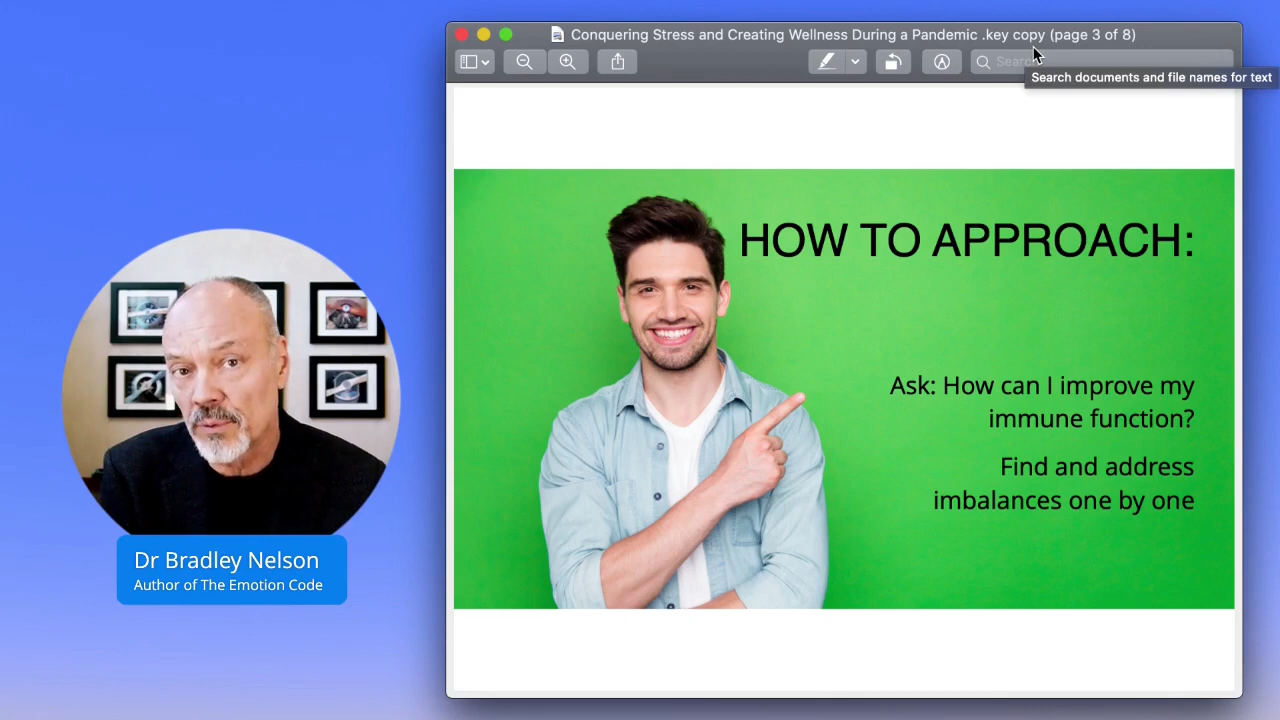 Conquering Stress and Creating Wellness During a Pandemic .key copy (page 3 of 8)
Search
Search documents and file names for text
HOW TO APPROACH:
Ask: How can I improve my
immune function?
Find and address
imbalances one by one
Dr Bradley Nelson
Author of The Emotion Code